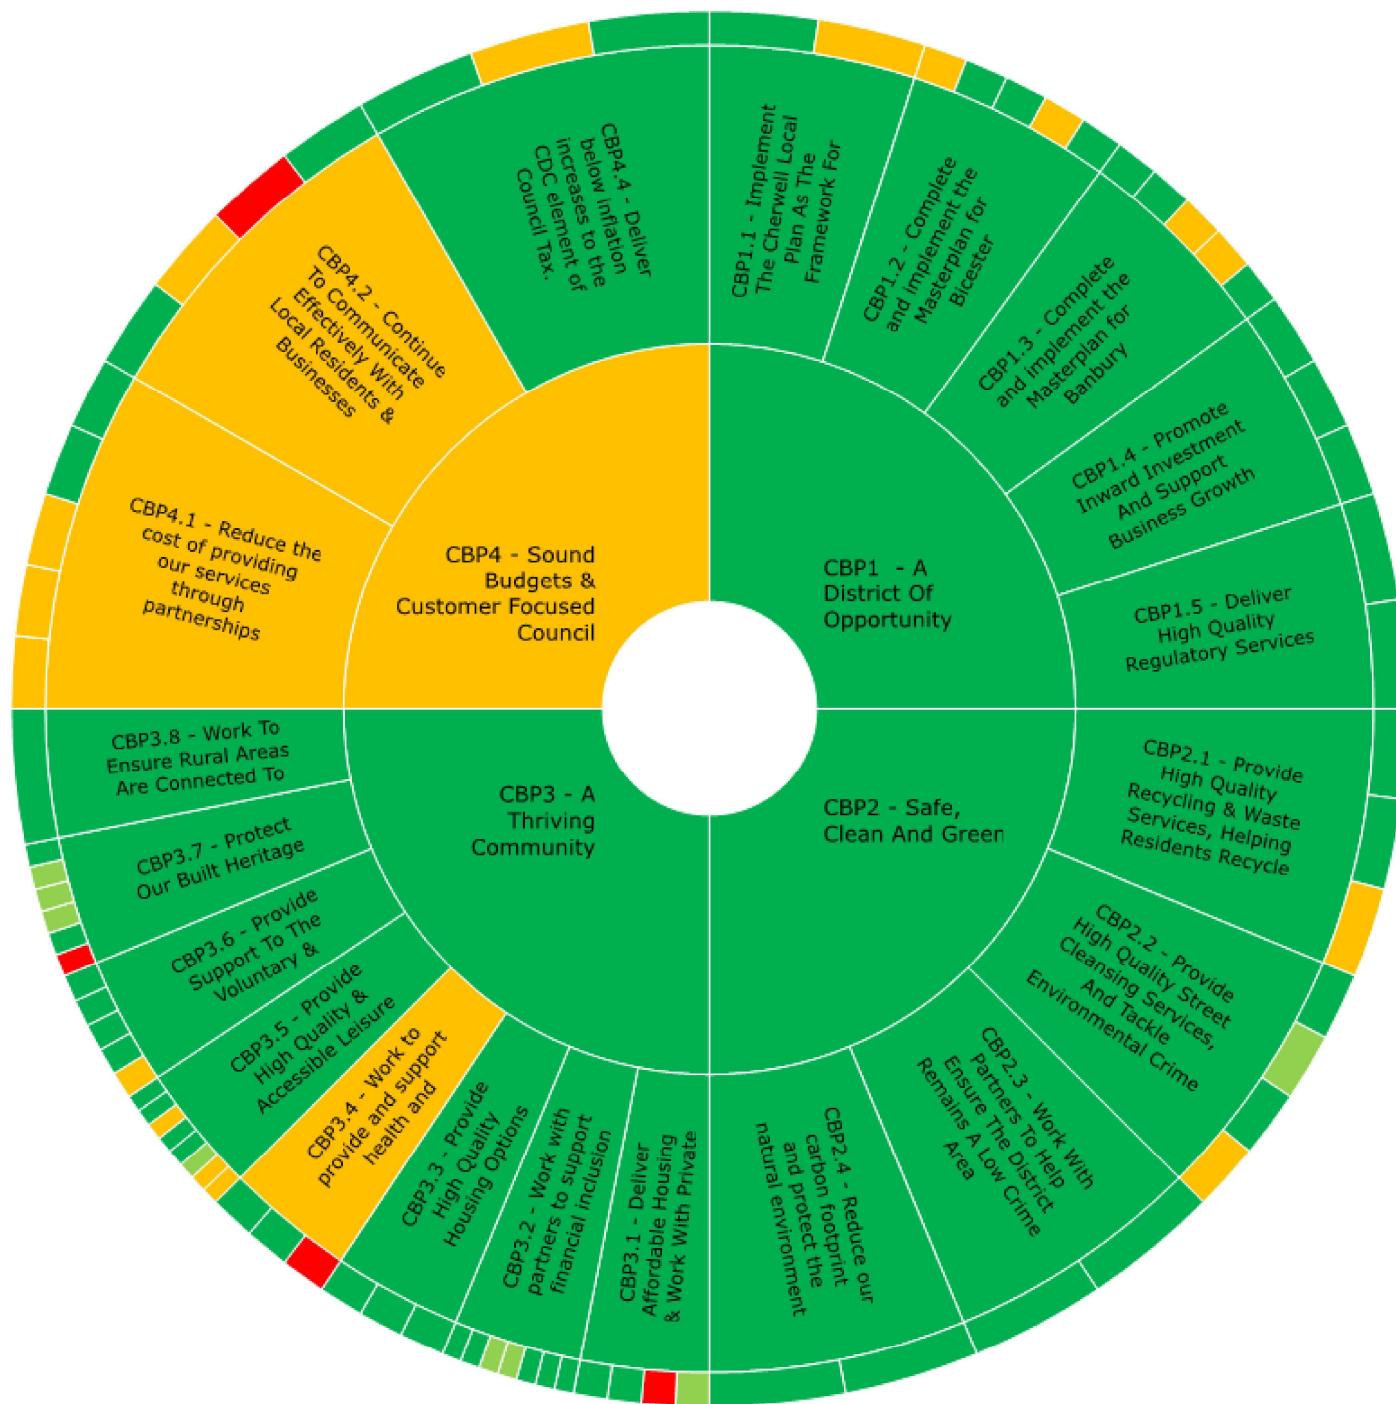 CBP4.4 - Deliver
below inflation
increases to the
CDC element of
Council Tax.
CBP1.1 - Implement
The Cherwell Local
Plan As The
Framework For
CBP1.2 - Complete
and implement the
Masterplan for
Bicester
CBP1.3 - Complete
and implement the
Masterplan for
Banbury
CBP1.4 - Promote
Inward Investment
And Support
Business Growth
CBP1.5 - Deliver
High Quality
Regulatory Services
CBP2.1 - Provide
High Quality
Recycling & Waste
Services, Helping
Residents Recycle
CBP2.2 - Provide
High Quality Street
Cleansing Services,
And Tackle
Environmental Crime
CBP2.3 - Work With
Partners To Help
Ensure The District
Remains A Low Crime
Area
CBP2.4 - Reduce our
carbon footprint
and protect the
natural environment
CBP3.1 - Deliver
Affordable Housing
& Work With Private
CBP3.2 - Work with
partners to support
financial inclusion
CBP3.3 - Provide
High Quality
Housing Options
CBP3.4 - Work to
provide and support
health and
CBP3.5 - Provide
High Quality &
Accessible Leisure
CBP3.6 - Provide
Support To The
Voluntary &
CBP3.7 - Protect
Our Built Heritage
CBP3.8 - Work To
Ensure Rural Areas
Are Connected To
CBP4.1 - Reduce the
cost of providing
our services
through
partnerships
CBP4.2 - Continue
To Communicate
Effectively With
Local Residents &
Businesses
CBP4 - Sound
Budgets &
Customer Focused
Council
CBP1  - A
District Of
Opportunity
CBP3 - A
Thriving
Community
CBP2 - Safe,
Clean And Green